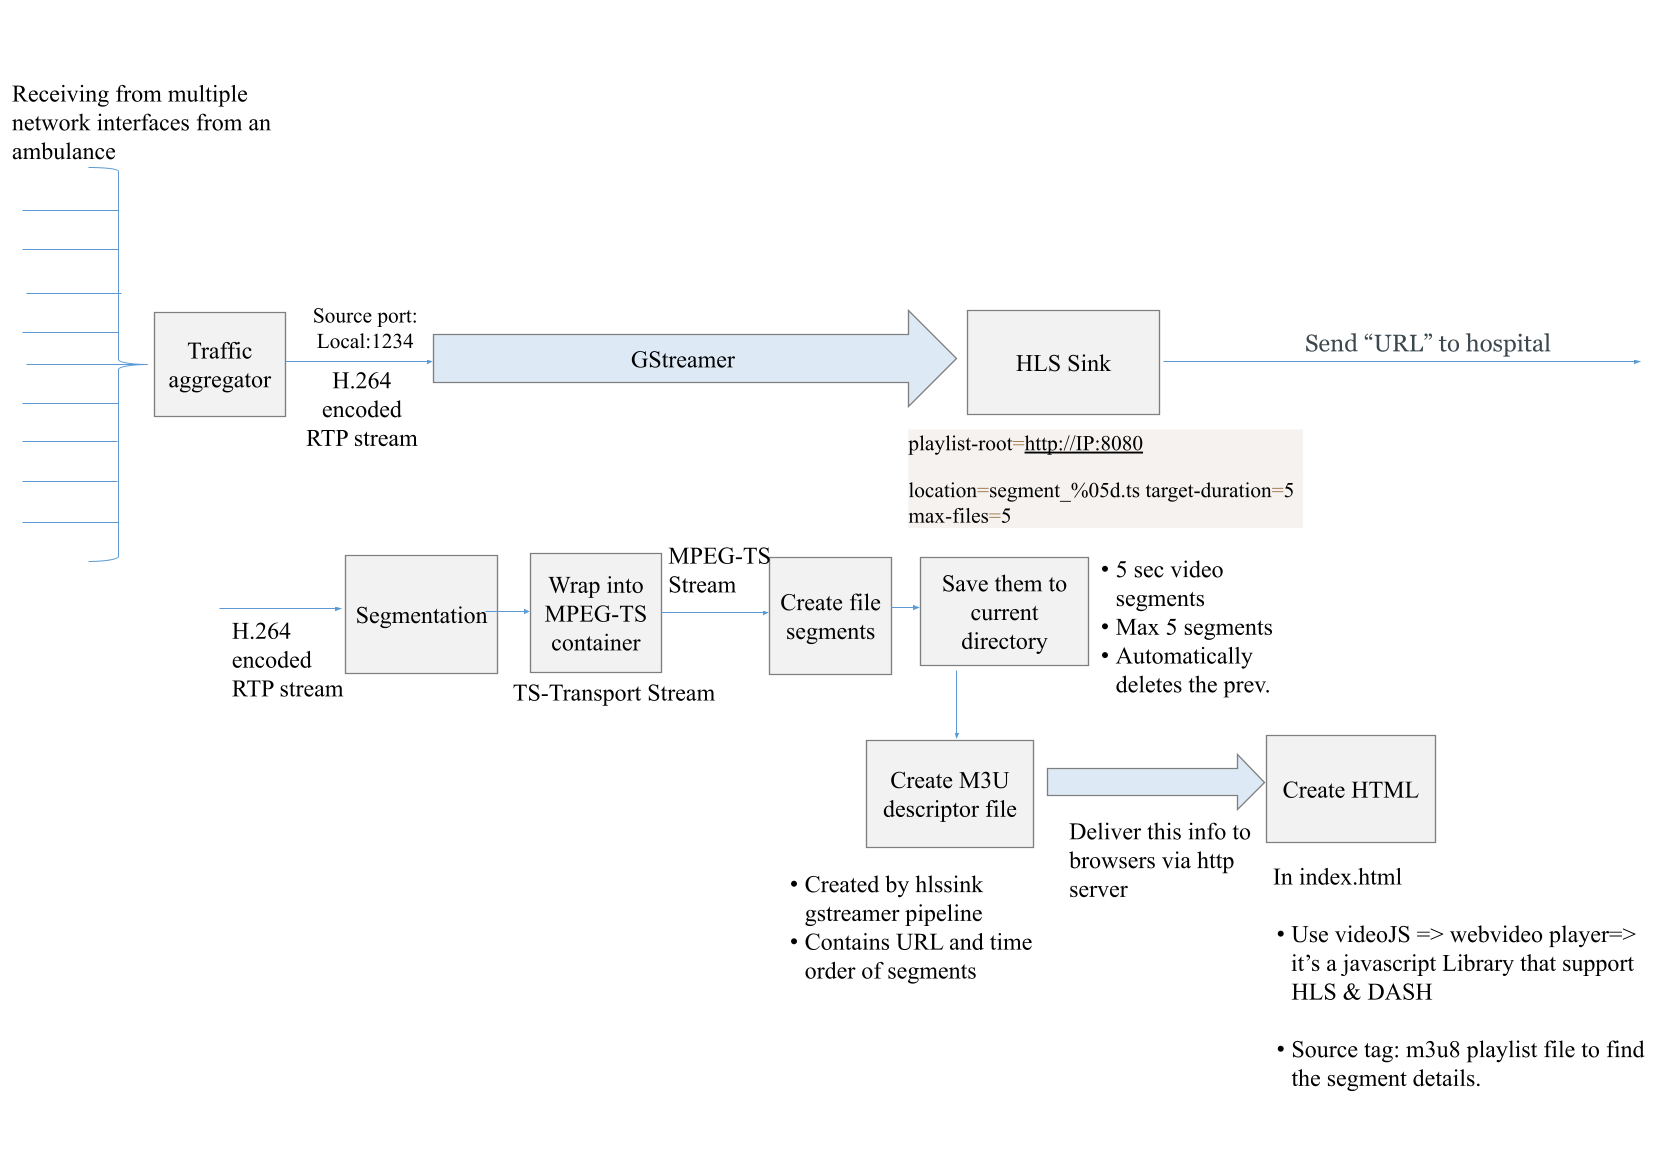 Receiving from multiple
network interfaces from an
ambulance
Traffic
aggregator
Source port:
Local:1234
H.264
encoded
RTP stream
GStreamer
HLS Sink
Send “URL” to hospital
playlist-root=http://IP:8080
location=segment_%05d.ts target-duration=5
max-files=5
H.264
encoded
RTP stream
Segmentation
Wrap into
MPEG-TS
container
TS-Transport Stream
MPEG-TS
Stream
Create file
segments
Save them to
current
directory
• 5 sec video
segments
• Max 5 segments
• Automatically
deletes the prev.
Create M3U
descriptor file
• Created by hlssink
gstreamer pipeline
• Contains URL and time
order of segments
Deliver this info to
browsers via http
server
Create HTML
In index.html
• Use videoJS => webvideo player=>
it’s a javascript Library that support
HLS & DASH
• Source tag: m3u8 playlist file to find
the segment details.